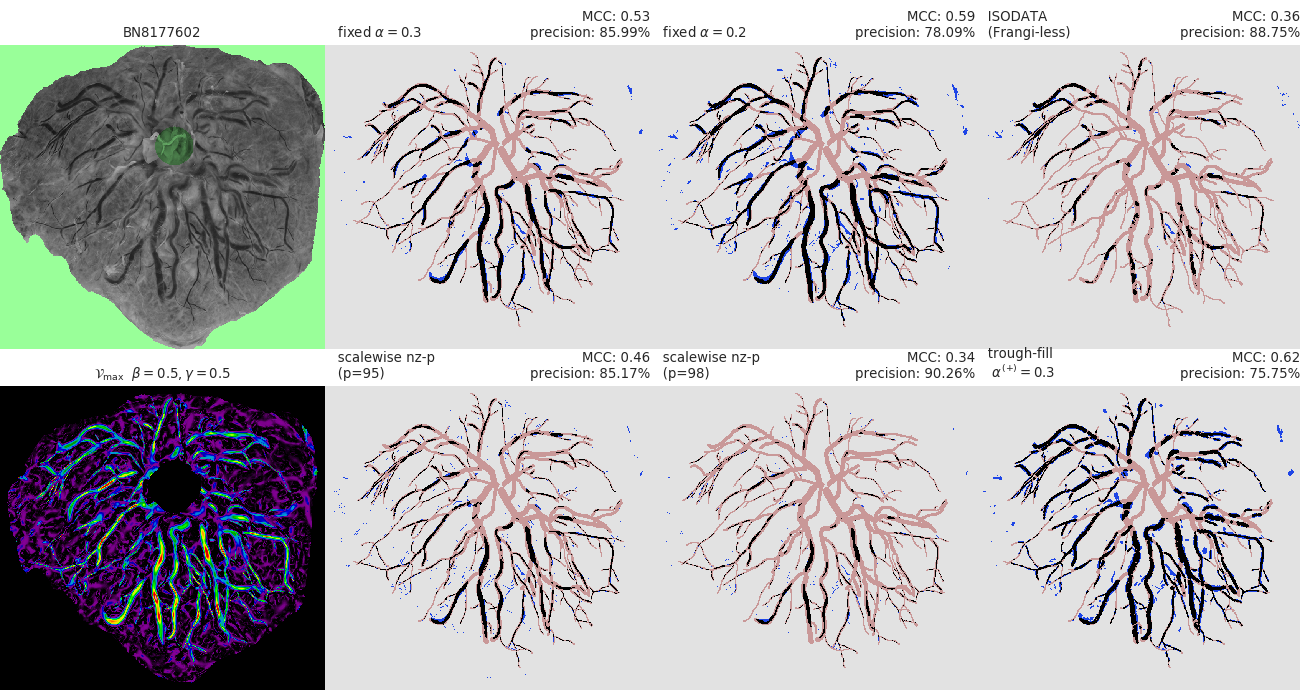 BN8177602
fixed α = 0.3
MCC: 0.53
precision: 85.99%
fixed α = 0.2
MCC: 0.59
precision: 78.09%
ISODATA
(Frangi-less)
MCC: 0.36
precision: 88.75%
𝒱max β = 0.5, γ = 0.5
scalewise nz-p
(p=95)
MCC: 0.46
precision: 85.17%
scalewise nz-p
(p=98)
MCC: 0.34
precision: 90.26%
trough-fill
α(+) = 0.3
MCC: 0.62
precision: 75.75%